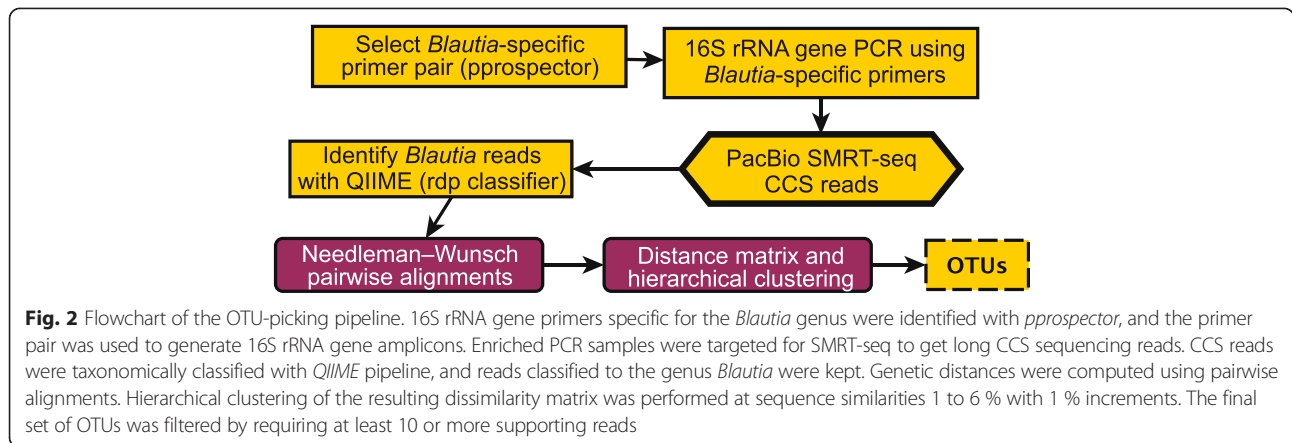 Select Blautia-specific
primer pair (pprospector)
16S rRNA gene PCR using
Blautia-specific primers
PacBio SMRT-seq
CCS reads
Identify Blautia reads
with QIIME (rdp classifier)
Needleman–Wunsch
pairwise alignments
Distance matrix and
hierarchical clustering
OTUs
Fig. 2 Flowchart of the OTU-picking pipeline. 16S rRNA gene primers specific for the Blautia genus were identified with pprospector, and the primer
pair was used to generate 16S rRNA gene amplicons. Enriched PCR samples were targeted for SMRT-seq to get long CCS sequencing reads. CCS reads
were taxonomically classified with QIIME pipeline, and reads classified to the genus Blautia were kept. Genetic distances were computed using pairwise
alignments. Hierarchical clustering of the resulting dissimilarity matrix was performed at sequence similarities 1 to 6 % with 1 % increments. The final
set of OTUs was filtered by requiring at least 10 or more supporting reads